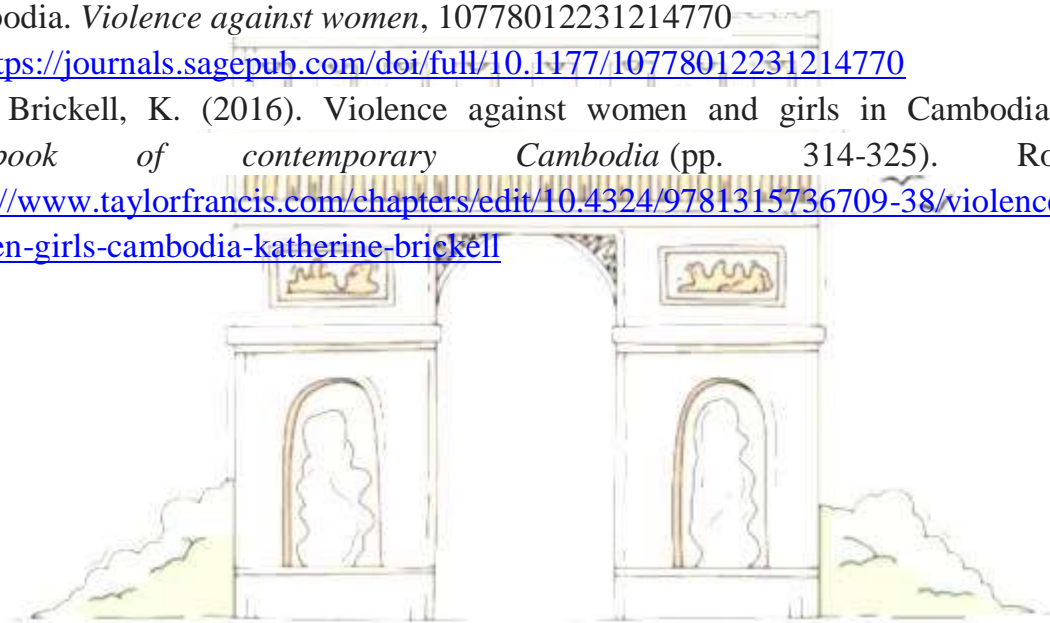 bodia. Violence against women, 10778012231214770
tps://journals.sagepub.com/doi/full/10.1177/10778012231214770
Brickell, K. (2016). Violence against women and girls in Cambodia
book of contemporary Cambodia (pp. 314-325). Ro
//www.taylorfrancis.com/chapters/edit/10.4324/9781315736709-38/violence
en-girls-cambodia-katherine-brickell